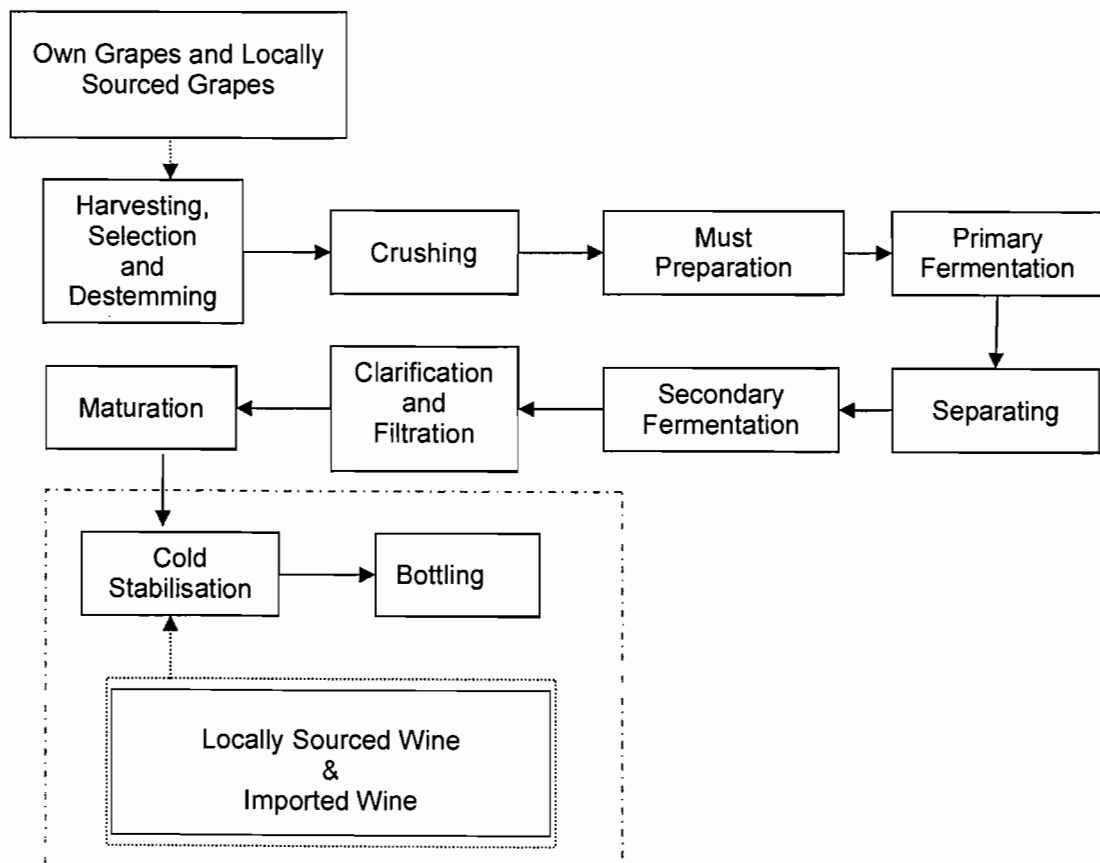 Own Grapes and Locally
Sourced Grapes
Harvesting,
Selection
and
Destemming
Crushing
Must
Preparation
Primary
Fermentation
Maturation
Clarification
and
Filtration
Secondary
Fermentation
Separating
Cold
Stabilisation
Bottling
Locally Sourced Wine
&
Imported Wine